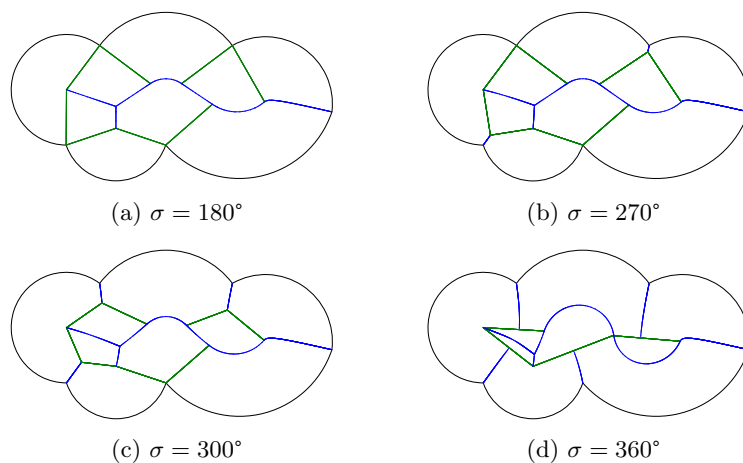 (a) σ = 180°
(b) σ = 270°
(c) σ = 300°
(d) σ = 360°